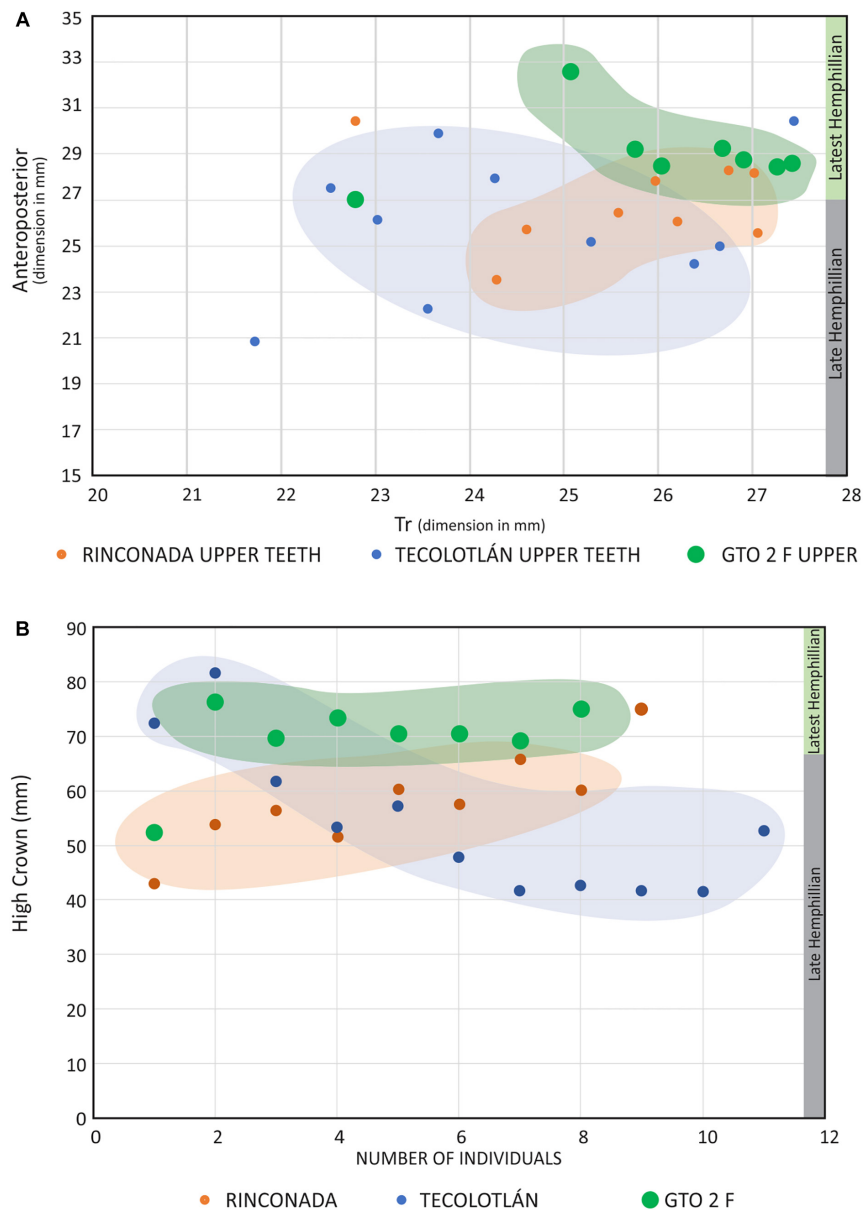 A
35
33
31
29
27
25
23
21
19
17
15
Anteroposterior
(dimension in mm)
Latest Hemphillian
Late Hemphillian
20 21 22 23 24 25 26 27 28
Tr (dimension in mm)
RINCONADA UPPER TEETH TECOLOTLÁN UPPER TEETH GTO 2 F UPPER
B
90
80
70
60
50
40
30
20
10
0
High Crown (mm)
Latest Hemphillian
Late Hemphillian
0 2 4 6 8 10 12
NUMBER OF INDIVIDUALS
RINCONADA TECOLOTLÁN GTO 2 F